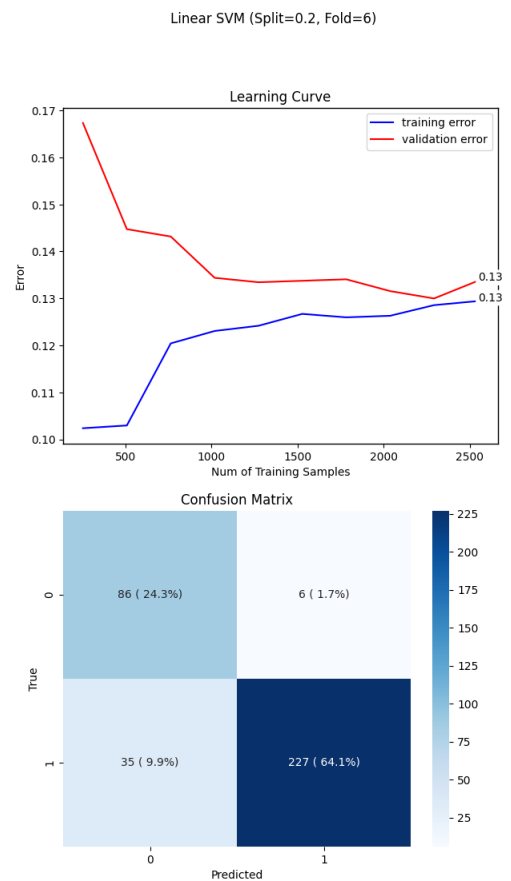 Linear SVM (Split=0.2, Fold=6)
Learning Curve
0.17
0.16
0.15
0.14
0.13
0.12
0.11
0.10
Error
training error
validation error
0.13
0.13
500
1000
1500
2000
2500
Num of Training Samples
Confusion Matrix
0
1
True
86 ( 24.3%)
6 ( 1.7%)
35 ( 9.9%)
227 ( 64.1%)
0
1
Predicted
225
200
175
150
125
100
75
50
25